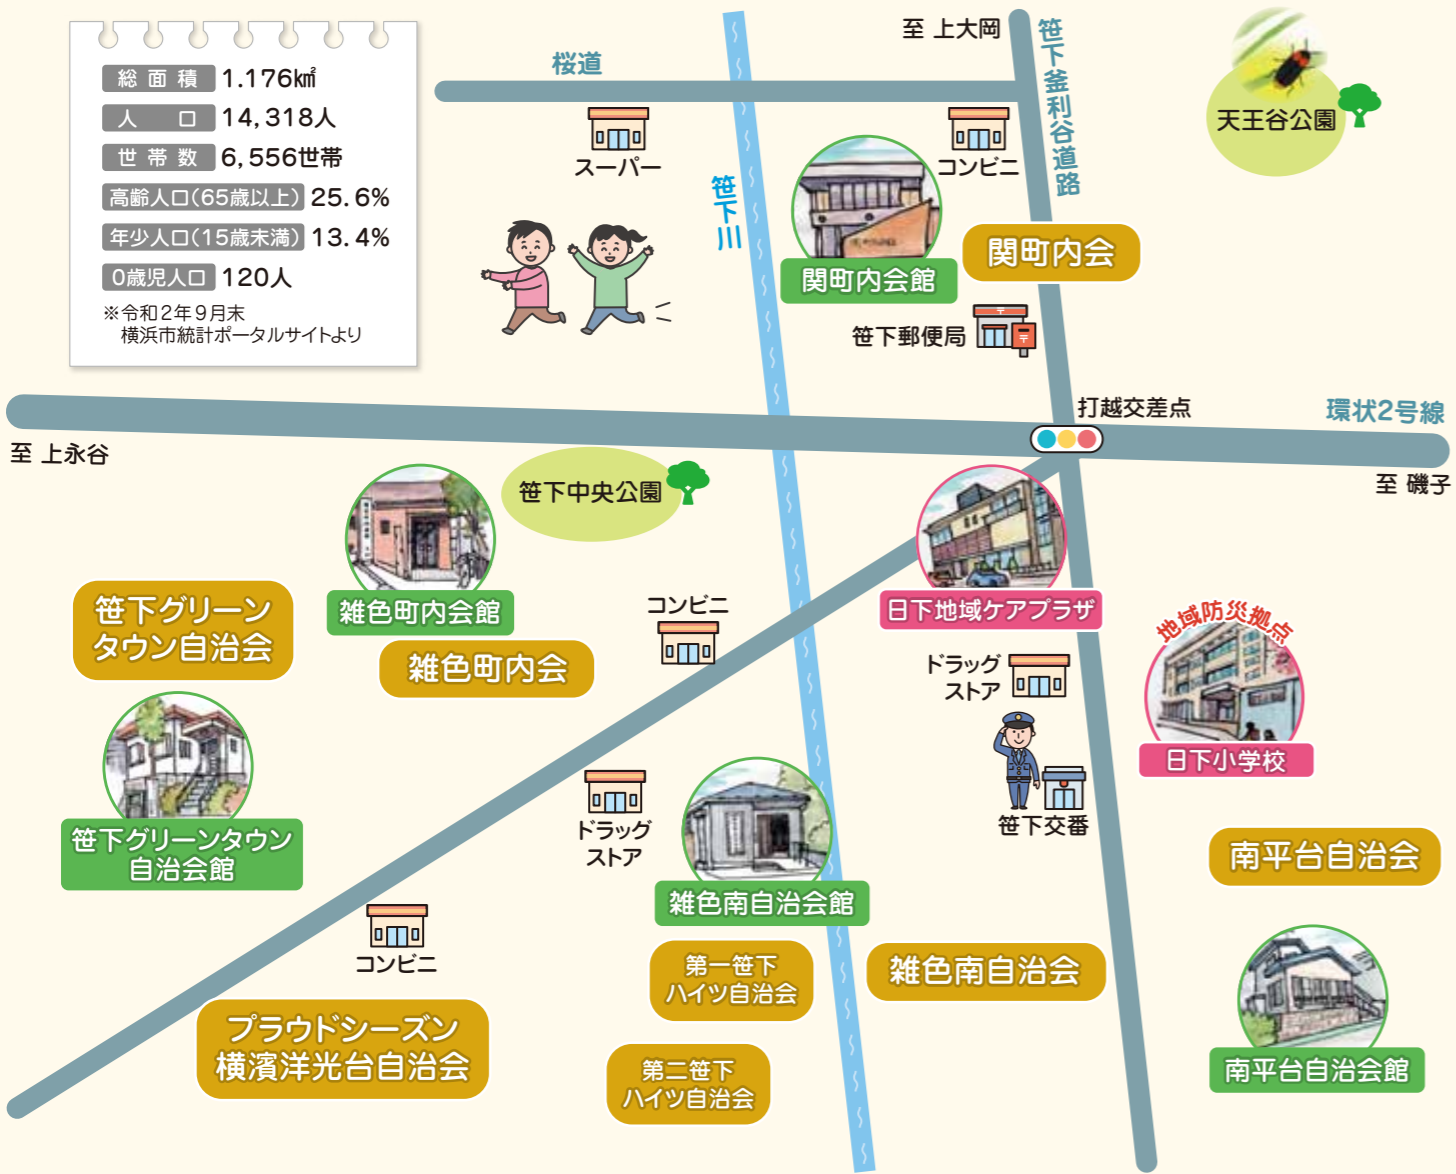 総面積 1.176㎢
人口 14,318人
世帯数 6,556世帯
高齢人口(65歳以上) 25.6%
年少人口(15歳未満) 13.4%
0歳児人口 120人
※令和2年9月末
横浜市統計ポータルサイトより
桜道
至 上大岡
笹下釜利谷道路
天王谷公園
スーパー
コンビニ
笹下川
関町内会館
関町内会
笹下郵便局
打越交差点
環状2号線
至 上永谷
至 磯子
笹下中央公園
雑色町内会館
雑色町内会
笹下グリーン
タウン自治会
コンビニ
日下地域ケアプラザ
地域防災拠点
日下小学校
ドラッグ
ストア
笹下交番
笹下グリーンタウン
自治会館
ドラッグ
ストア
雑色南自治会館
南平台自治会
コンビニ
第一笹下
ハイツ自治会
雑色南自治会
プラウドシーズン
横濱洋光台自治会
第二笹下
ハイツ自治会
南平台自治会館